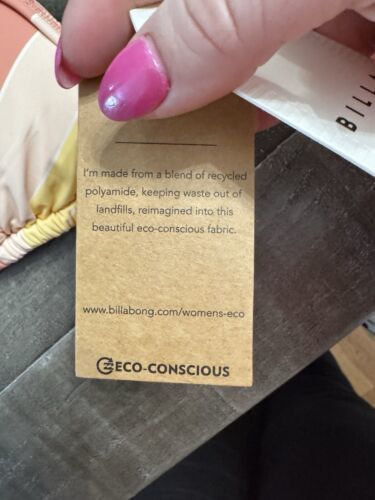 BILLA
I'm made from a blend of recycled
polyamide, keeping waste out of
landfills, reimagined into this
beautiful eco-conscious fabric.
www.billabong.com/womens-eco
ECO-CONSCIOUS